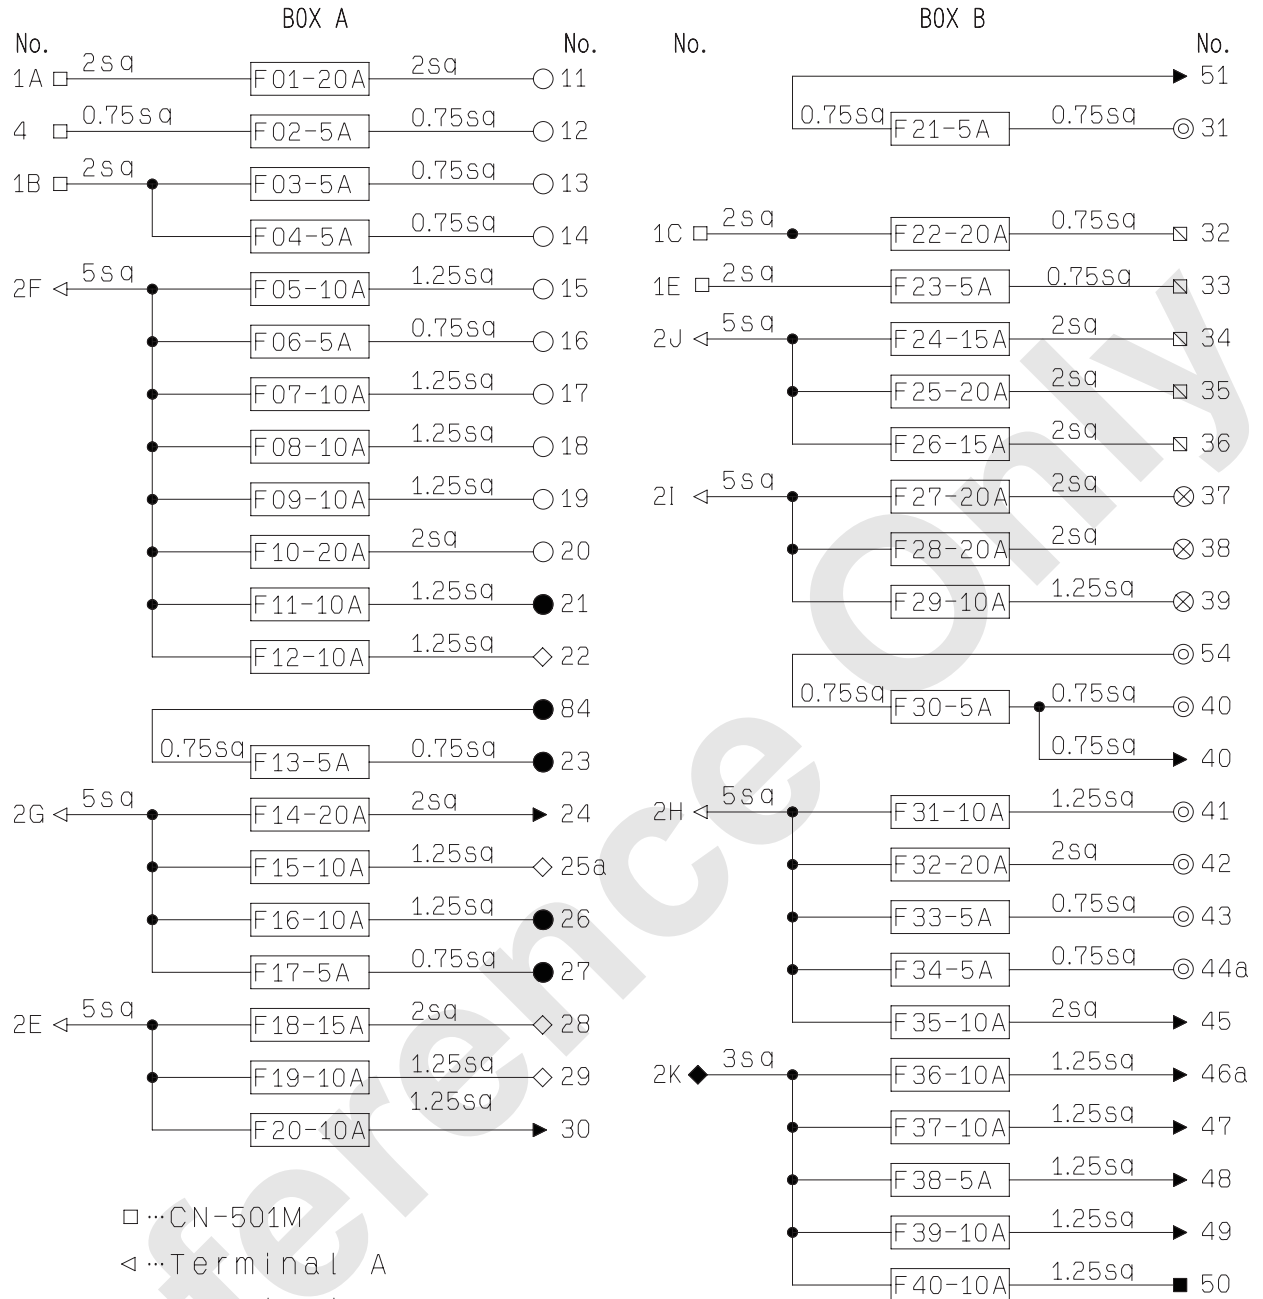 BOX A
No. No.
1A 2sq F01-20A 2sq 11
4 0.75sq F02-5A 0.75sq 12
1B 2sq F03-5A 0.75sq 13
F04-5A 0.75sq 14
2F 5sq F05-10A 1.25sq 15
F06-5A 0.75sq 16
F07-10A 1.25sq 17
F08-10A 1.25sq 18
F09-10A 1.25sq 19
F10-20A 2sq 20
F11-10A 1.25sq 21
F12-10A 1.25sq 22
84
0.75sq F13-5A 0.75sq 23
2G 5sq F14-20A 2sq 24
F15-10A 1.25sq 25a
F16-10A 1.25sq 26
F17-5A 0.75sq 27
2E 5sq F18-15A 2sq 28
F19-10A 1.25sq 29
F20-10A 1.25sq 30
□…CN-501M
◁…Terminal A
BOX B
No. No.
51
0.75sq F21-5A 0.75sq 31
1C 2sq F22-20A 0.75sq 32
1E 2sq F23-5A 0.75sq 33
2J 5sq F24-15A 2sq 34
F25-20A 2sq 35
F26-15A 2sq 36
2I 5sq F27-20A 2sq 37
F28-20A 2sq 38
F29-10A 1.25sq 39
54
0.75sq F30-5A 0.75sq 40
0.75sq 40
2H 5sq F31-10A 1.25sq 41
F32-20A 2sq 42
F33-5A 0.75sq 43
F34-5A 0.75sq 44a
F35-10A 2sq 45
2K 3sq F36-10A 1.25sq 46a
F37-10A 1.25sq 47
F38-5A 1.25sq 48
F39-10A 1.25sq 49
F40-10A 1.25sq 50
ference Only